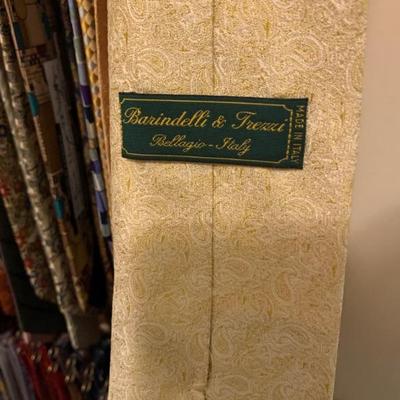 Barindelli & Trezzi
Bellagio - Italy
MADE IN ITALY